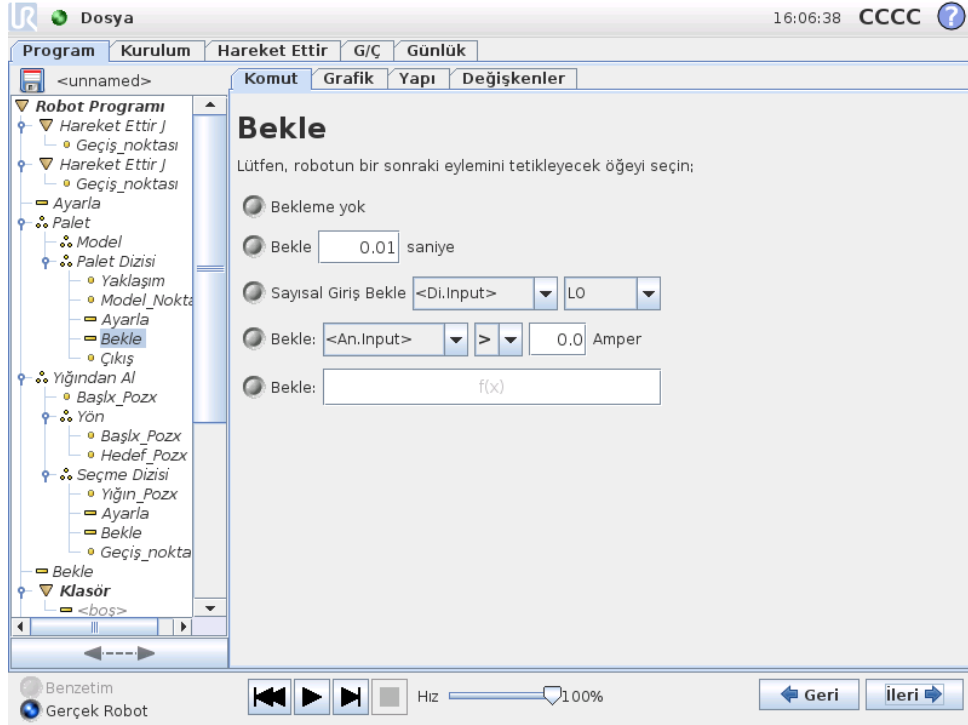 UR Dosya 16:06:38 CCCC ?
Program Kurulum Hareket Ettir G/Ç Günlük
<unnamed> Komut Grafik Yapı Değişkenler
Robot Programı
Hareket Ettir J
Geçiş_noktası
Hareket Ettir J
Geçiş_noktası
Ayarla
Palet
Model
Palet Dizisi
Yaklaşım
Model_Nokta
Ayarla
Bekle
Çıkış
Yığından Al
Başlx_Pozx
Yön
Başlx_Pozx
Hedef_Pozx
Seçme Dizisi
Yığın_Pozx
Ayarla
Bekle
Geçiş_nokta
Bekle
Klasör
<boş>
Bekle
Lütfen, robotun bir sonraki eylemini tetikleyecek öğeyi seçin;
Bekleme yok
Bekle 0.01 saniye
Sayısal Giriş Bekle <Di.Input> LO
Bekle: <An.Input> > 0.0 Amper
Bekle: f(x)
Benzetim
Gerçek Robot
Hız 100%
Geri İleri